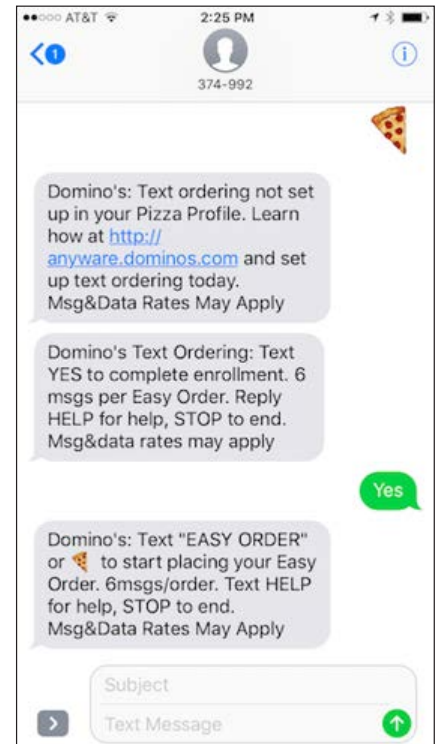 AT&T 2:25 PM
1
374-992
🍕
Domino's: Text ordering not set
up in your Pizza Profile. Learn
how at http://
anyware.dominos.com and set
up text ordering today.
Msg&Data Rates May Apply
Domino's Text Ordering: Text
YES to complete enrollment. 6
msgs per Easy Order. Reply
HELP for help, STOP to end.
Msg&data rates may apply
Yes
Domino's: Text "EASY ORDER"
or 🍕 to start placing your Easy
Order. 6msgs/order. Text HELP
for help, STOP to end.
Msg&Data Rates May Apply
Subject
Text Message